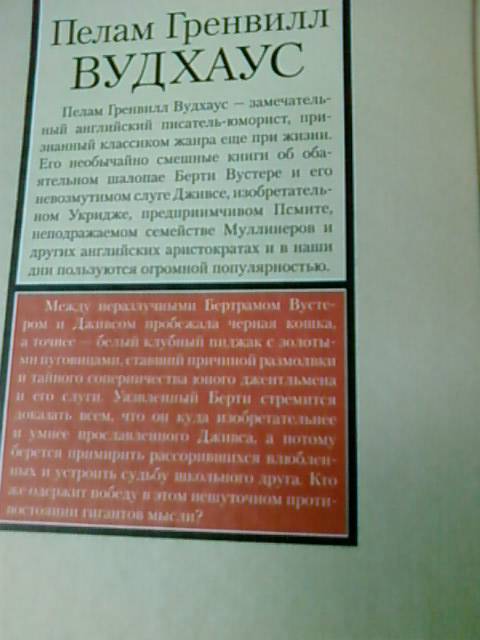 Пелам Гренвилл
ВУДХАУС
Пелам Гренвилл Вудхаус — замечатель-
ный английский писатель-юморист, при-
знанный классиком жанра еще при жизни.
Его необычайно смешные книги об оба-
ятельном шалопае Берти Вустере и его
невозмутимом слуге Дживсе, изобретатель-
ном Укридже, предприимчивом Псмите,
неподражаемом семействе Муллинеров и
других английских аристократах и в наши
дни пользуются огромной популярностью.
Между неразлучными Бертрамом Вусте-
ром и Дживсом пробежала черная кошка,
а точнее — белый клубный пиджак с золоты-
ми пуговицами, ставший причиной размолвки
и тайного соперничества юного джентльмена
и его слуги. Уязвленный Берти стремится
доказать всем, что он куда изобретательнее
и умнее прославленного Дживса, а потому
берется примирить рассорившихся влюблен-
ных и устроить судьбу школьного друга. Кто
же одержит победу в этом нешуточном проти-
востоянии гигантов мысли?